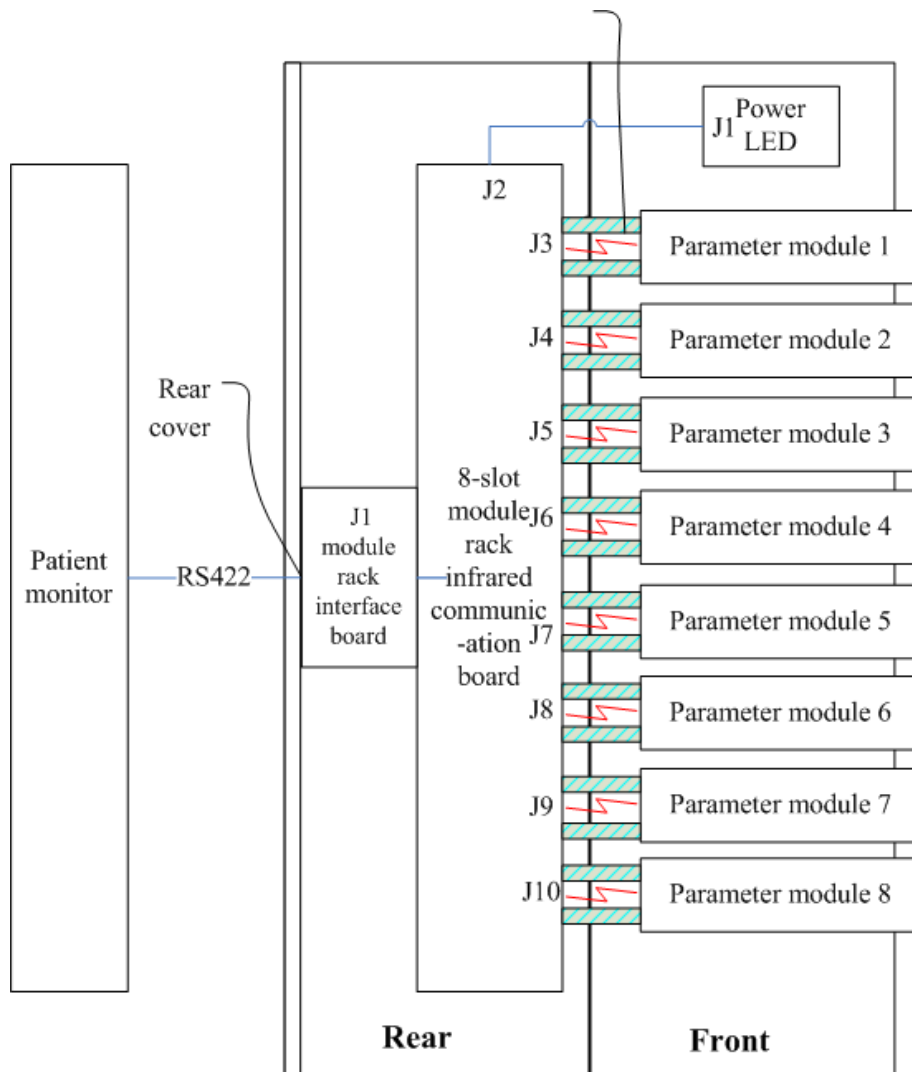 J1 Power
LED
J2
J3
Parameter module 1
J4
Parameter module 2
Rear
cover
J5
Parameter module 3
8-slot
module
rack
infrared
communic
-ation
board
J6
Parameter module 4
J1
module
rack
interface
board
Patient
monitor
RS422
J7
Parameter module 5
J8
Parameter module 6
J9
Parameter module 7
J10
Parameter module 8
Rear
Front